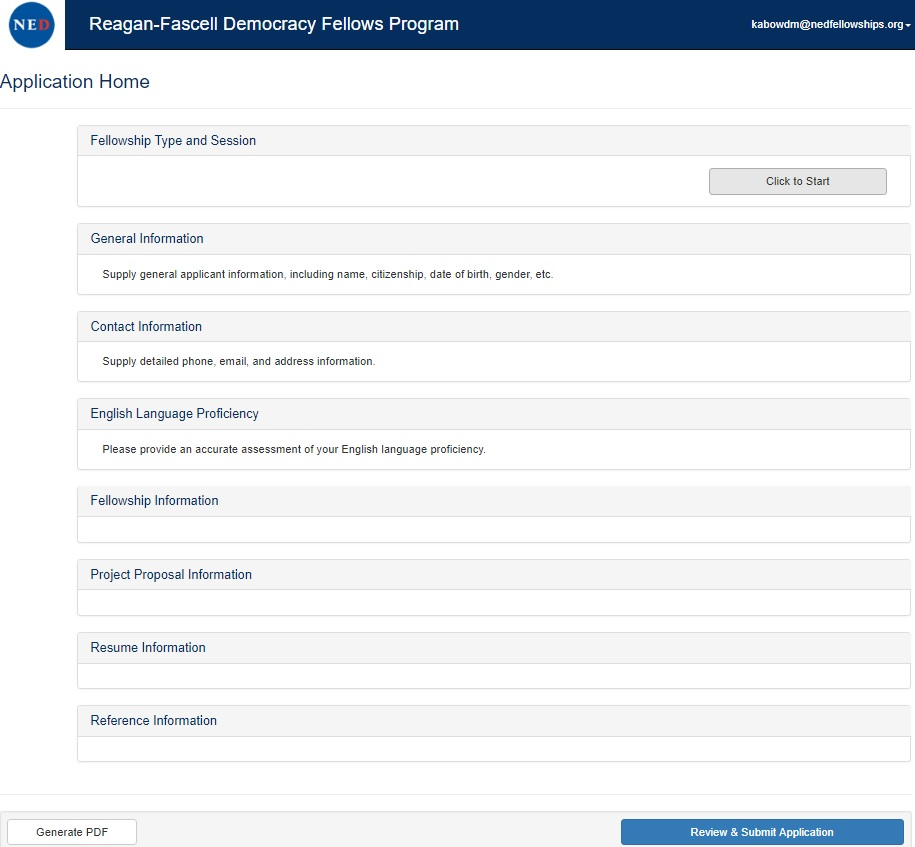 NED
Reagan-Fascell Democracy Fellows Program
kabowdm@nedfellowships.org
Application Home
Fellowship Type and Session
Click to Start
General Information
Supply general applicant information, including name, citizenship, date of birth, gender, etc.
Contact Information
Supply detailed phone, email, and address information.
English Language Proficiency
Please provide an accurate assessment of your English language proficiency.
Fellowship Information
Project Proposal Information
Resume Information
Reference Information
Generate PDF
Review & Submit Application